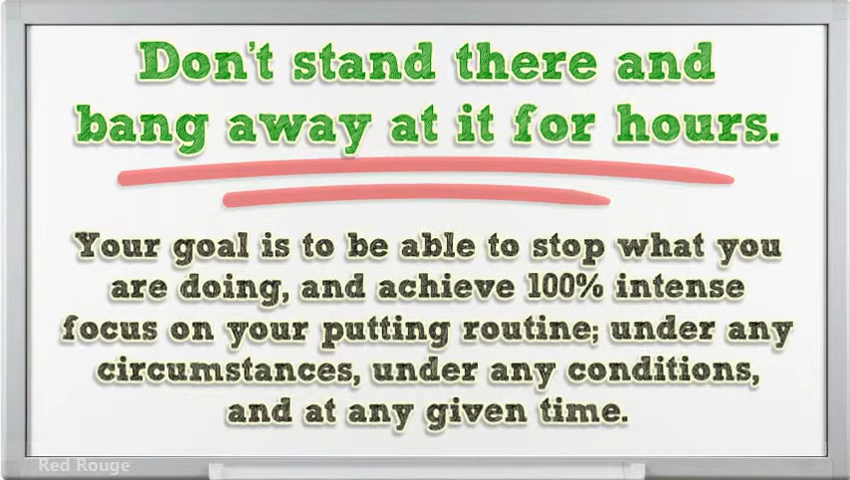 Don't stand there and
bang away at it for hours.
Your goal is to be able to stop what you
are doing, and achieve 100% intense
focus on your putting routine; under any
circumstances, under any conditions,
and at any given time.
Red Rouge